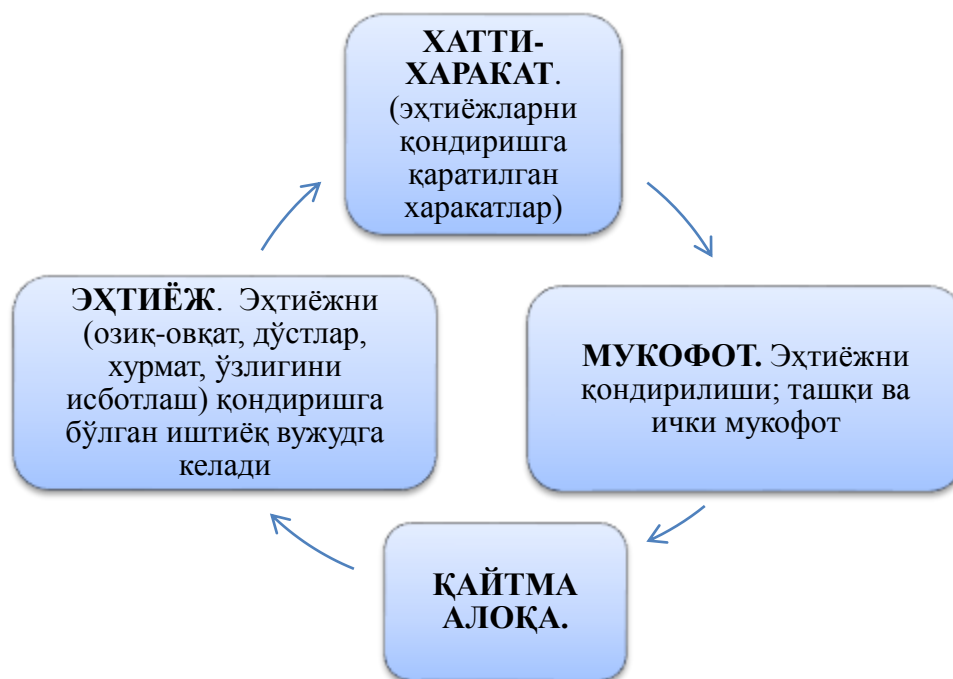 ХАТТИ-
ХАРАКАТ.
(эҳтиёжларни
қондиришга
қаратилган
харакатлар)
ЭҲТИЁЖ. Эҳтиёжни
(озиқ-овқат, дўстлар,
хурмат, ўзлигини
исботлаш) қондиришга
бўлган иштиёқ вужудга
келади
МУКОФОТ. Эҳтиёжни
қондирилиши; ташқи ва
ички мукофот
ҚАЙТМА
АЛОҚА.